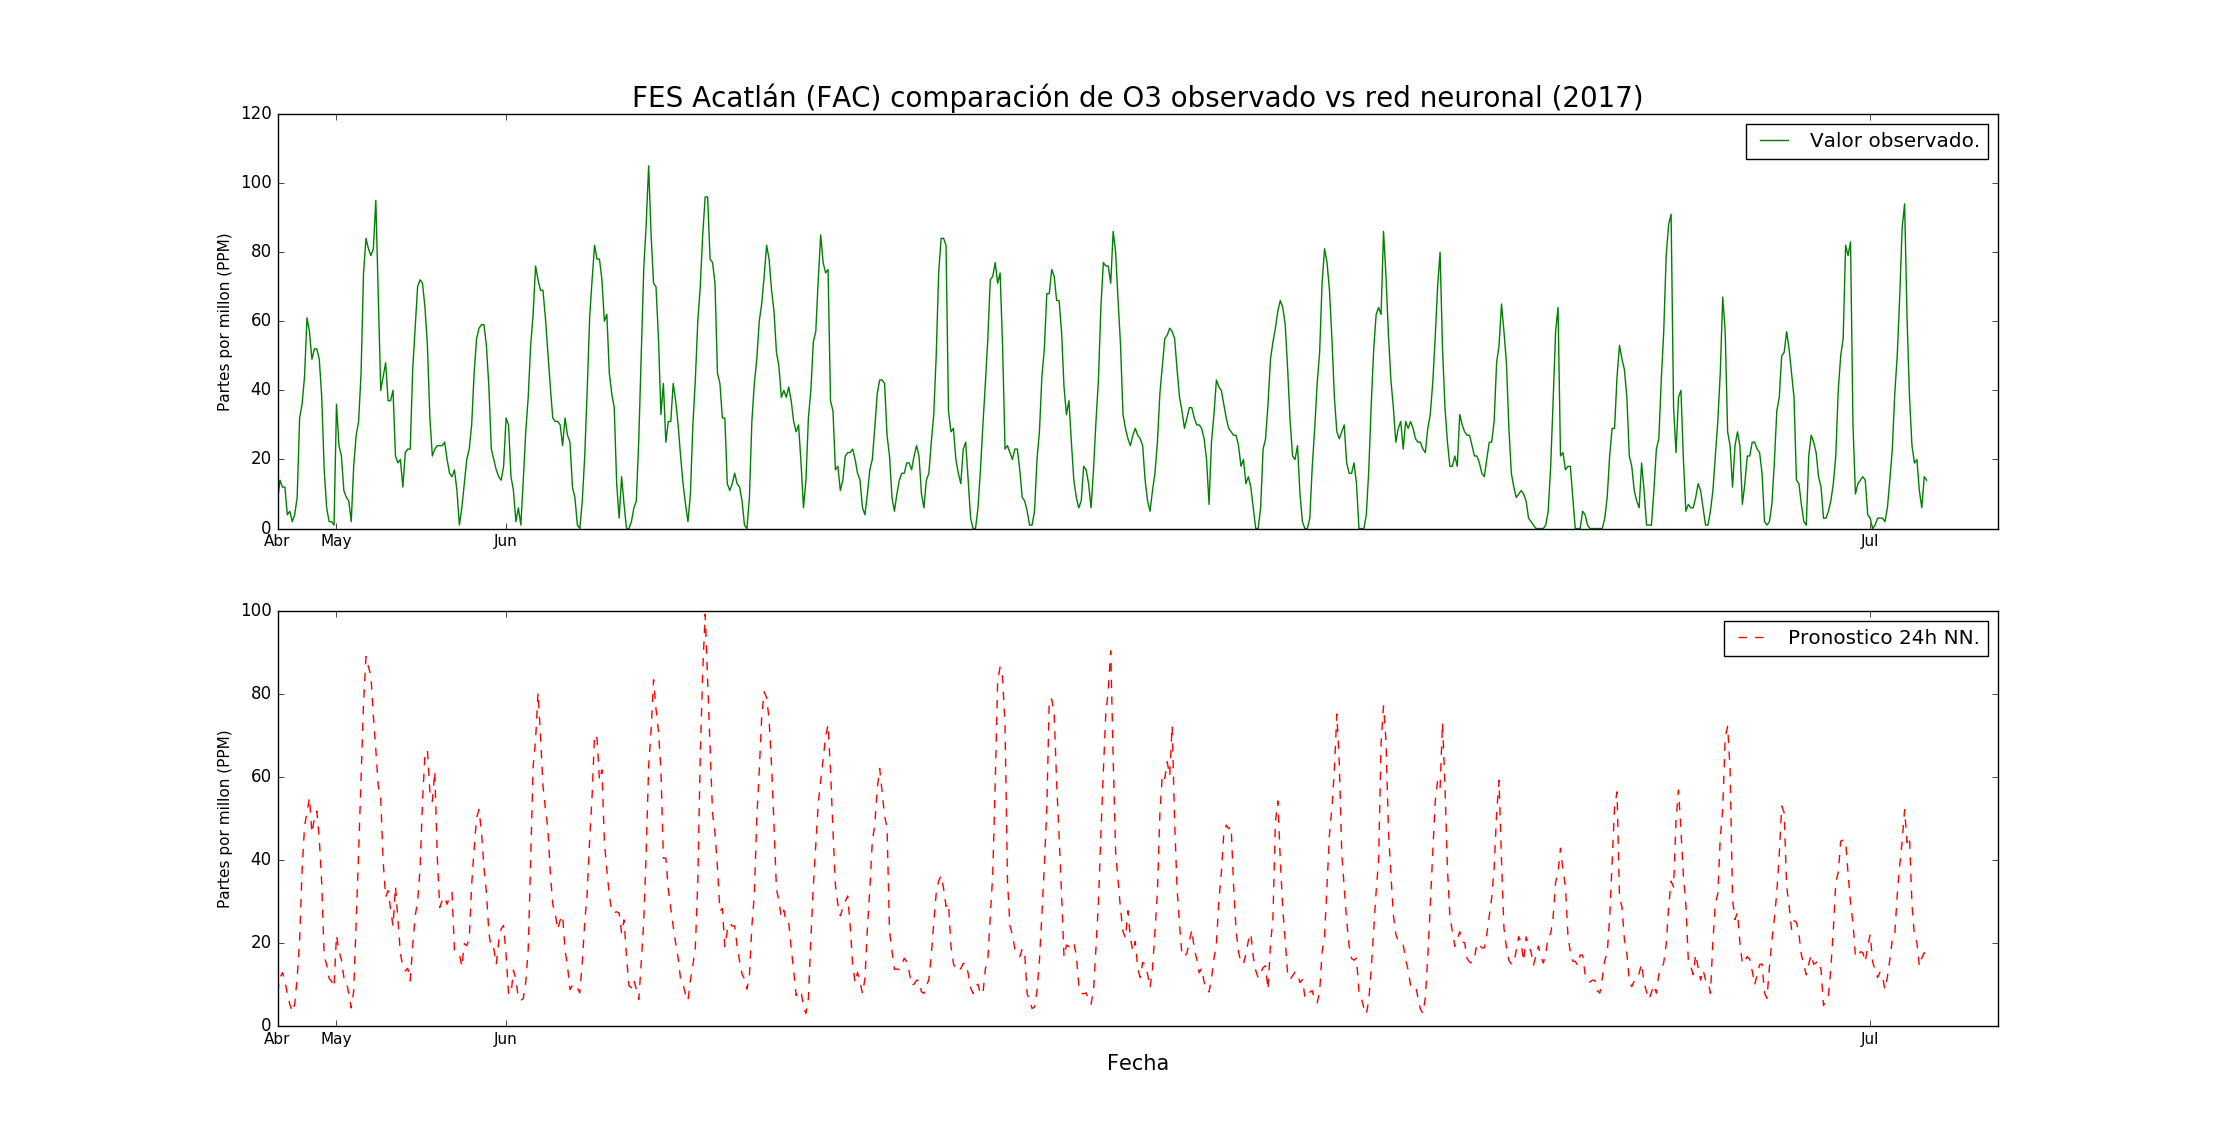 FES Acatlán (FAC) comparación de O3 observado vs red neuronal (2017)
120
100
80
60
40
20
0
Partes por millon (PPM)
Valor observado.
Abr May Jun Jul
100
80
60
40
20
0
Partes por millon (PPM)
Pronostico 24h NN.
Abr May Jun Jul
Fecha